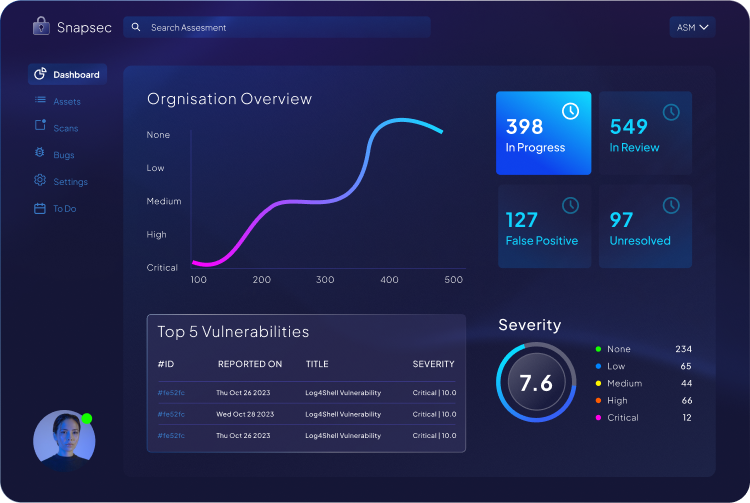 Snapsec
Search Assesment
ASM
Dashboard
Assets
Scans
Bugs
Settings
To Do
Orgnisation Overview
None
Low
Medium
High
Critical
100 200 300 400 500
398
In Progress
549
In Review
127
False Positive
97
Unresolved
Top 5 Vulnerabilities
#ID REPORTED ON TITLE SEVERITY
#fe52fc Thu Oct 26 2023 Log4Shell Vulnerability Critical | 10.0
#fe52fc Wed Oct 28 2023 Log4Shell Vulnerability Critical | 10.0
#fe52fc Thu Oct 26 2023 Log4Shell Vulnerability Critical | 10.0
Severity
7.6
None 234
Low 65
Medium 44
High 66
Critical 12